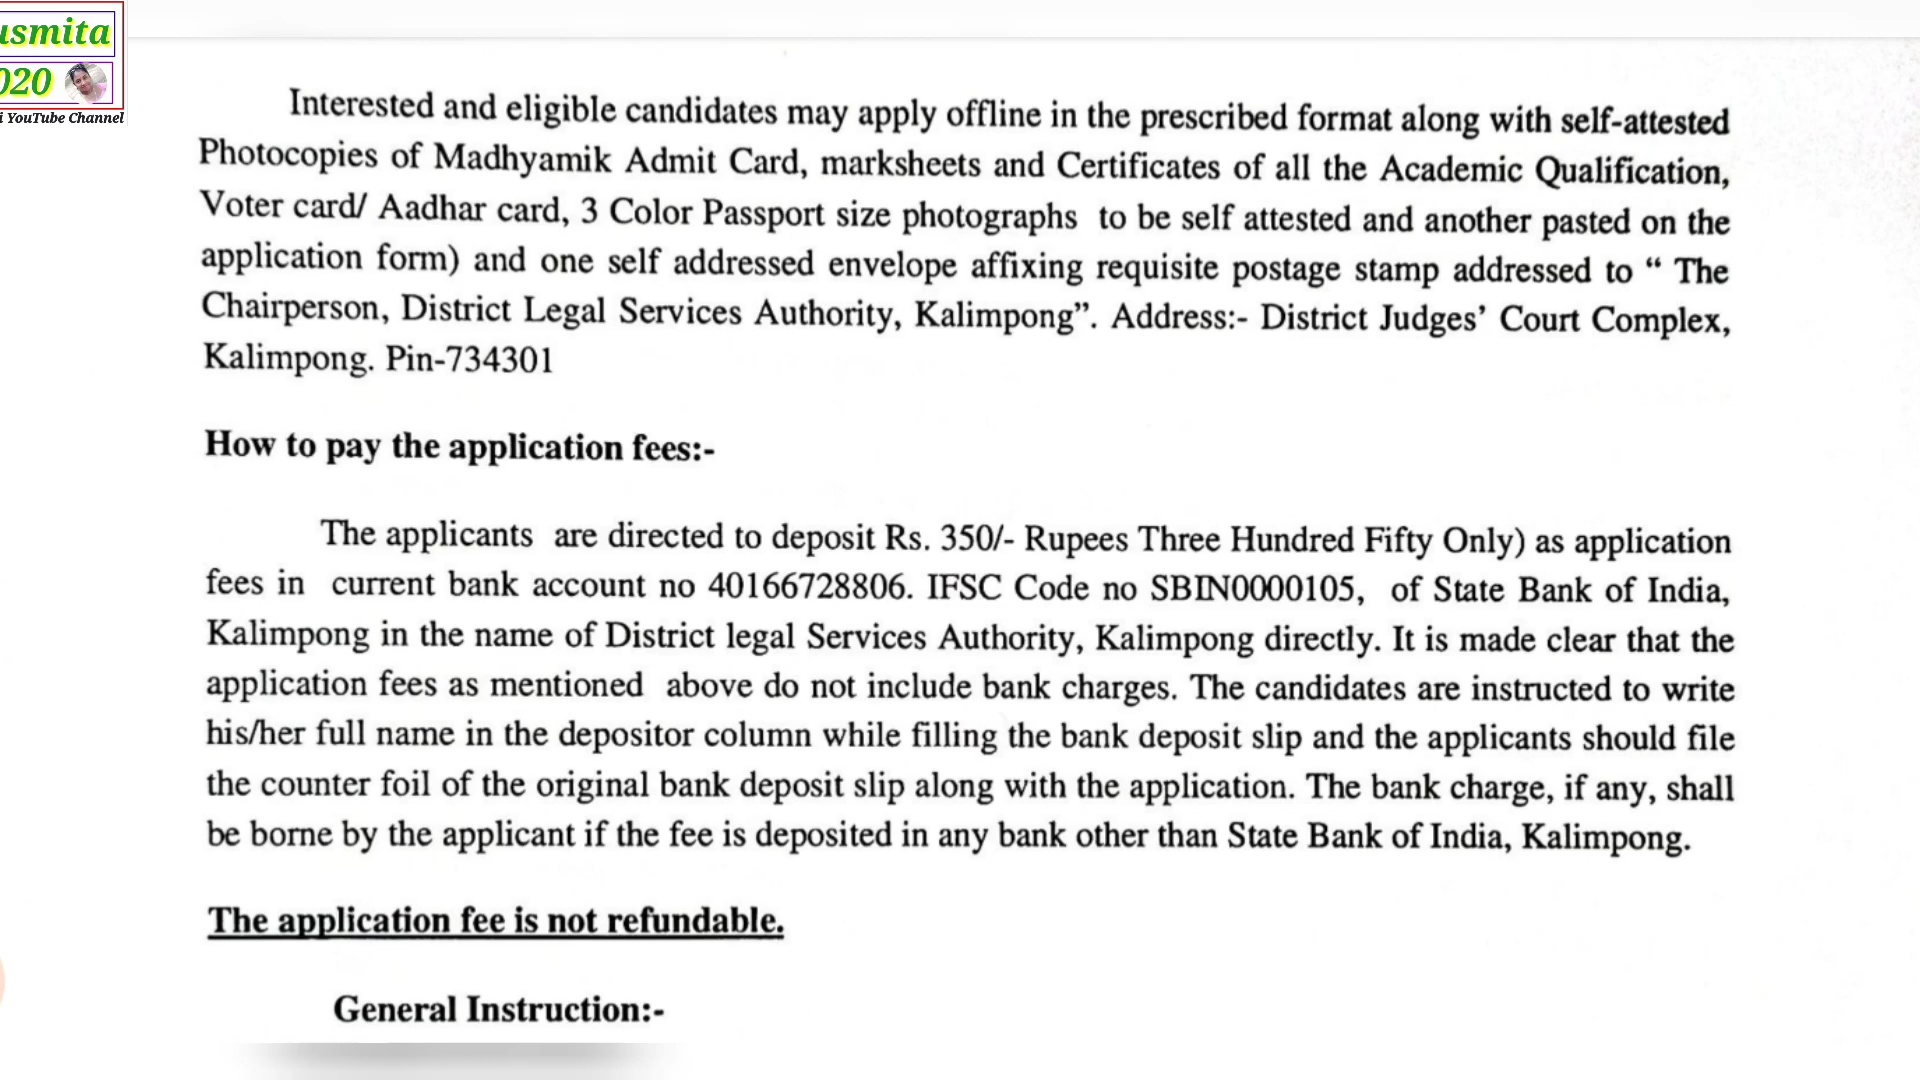 usmita
020
i YouTube Channel
Interested and eligible candidates may apply offline in the prescribed format along with self-attested
Photocopies of Madhyamik Admit Card, marksheets and Certificates of all the Academic Qualification,
Voter card/ Aadhar card, 3 Color Passport size photographs to be self attested and another pasted on the
application form) and one self addressed envelope affixing requisite postage stamp addressed to “ The
Chairperson, District Legal Services Authority, Kalimpong”. Address:- District Judges’ Court Complex,
Kalimpong. Pin-734301
How to pay the application fees:-
The applicants are directed to deposit Rs. 350/- Rupees Three Hundred Fifty Only) as application
fees in current bank account no 40166728806. IFSC Code no SBIN0000105, of State Bank of India,
Kalimpong in the name of District legal Services Authority, Kalimpong directly. It is made clear that the
application fees as mentioned above do not include bank charges. The candidates are instructed to write
his/her full name in the depositor column while filling the bank deposit slip and the applicants should file
the counter foil of the original bank deposit slip along with the application. The bank charge, if any, shall
be borne by the applicant if the fee is deposited in any bank other than State Bank of India, Kalimpong.
The application fee is not refundable.
General Instruction:-